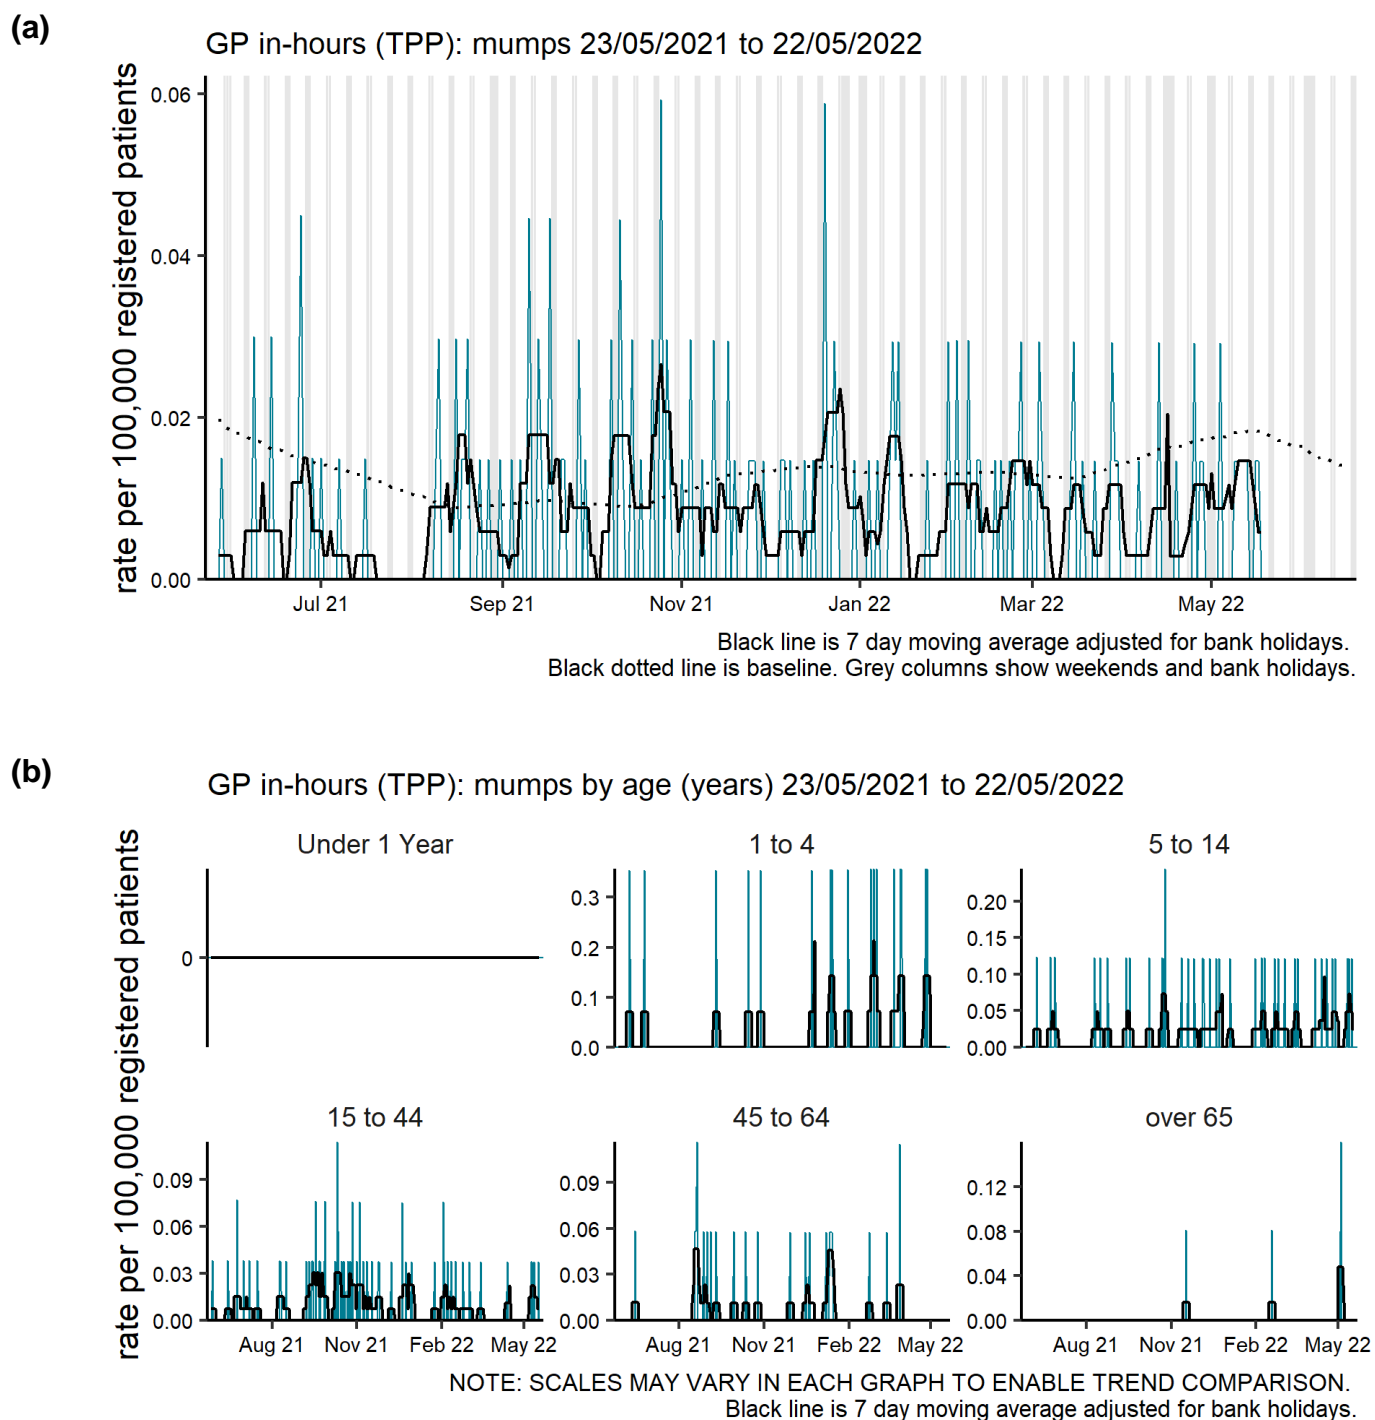 (a)
GP in-hours (TPP): mumps 23/05/2021 to 22/05/2022
rate per 100,000 registered patients
0.06
0.04
0.02
0.00
Jul 21 Sep 21 Nov 21 Jan 22 Mar 22 May 22
Black line is 7 day moving average adjusted for bank holidays.
Black dotted line is baseline. Grey columns show weekends and bank holidays.
(b)
GP in-hours (TPP): mumps by age (years) 23/05/2021 to 22/05/2022
rate per 100,000 registered patients
Under 1 Year
0
1 to 4
0.3
0.2
0.1
0.0
5 to 14
0.20
0.15
0.10
0.05
0.00
15 to 44
0.09
0.06
0.03
0.00
Aug 21 Nov 21 Feb 22 May 22
45 to 64
0.09
0.06
0.03
0.00
Aug 21 Nov 21 Feb 22 May 22
over 65
0.12
0.08
0.04
0.00
Aug 21 Nov 21 Feb 22 May 22
NOTE: SCALES MAY VARY IN EACH GRAPH TO ENABLE TREND COMPARISON.
Black line is 7 day moving average adjusted for bank holidays.